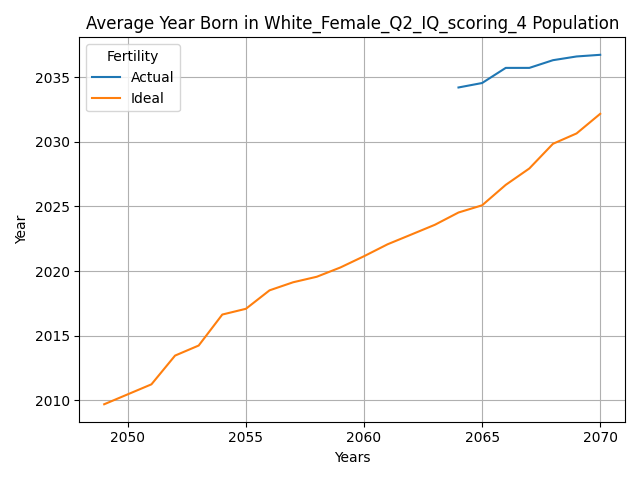 Average Year Born in White_Female_Q2_IQ_scoring_4 Population
Fertility
Actual
Ideal
2035
2030
2025
2020
2015
2010
Year
2050 2055 2060 2065 2070
Years